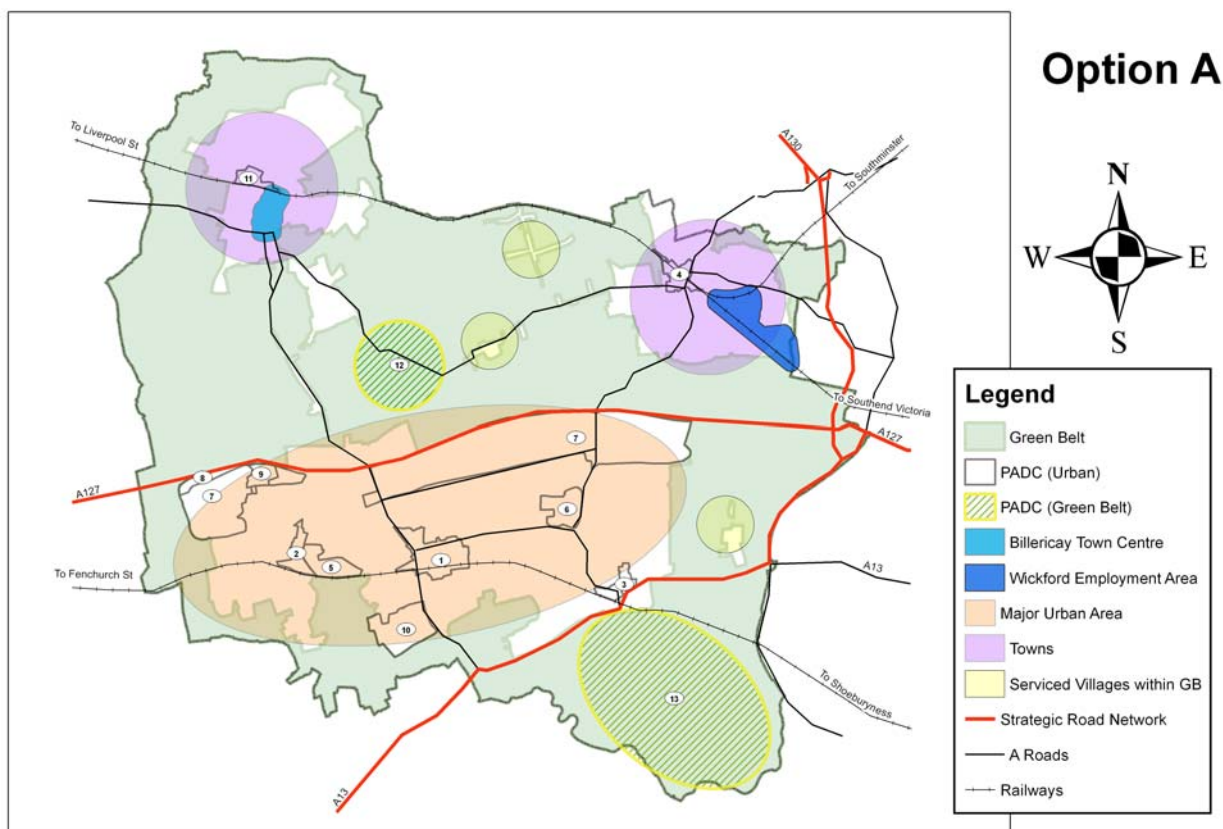 Option A
N
W
E
S
To Liverpool St
A130
To Southminster
11
4
12
To Southend Victoria
A127
7
8
9
7
A127
6
2
5
1
To Fenchurch St
3
A13
10
13
To Shoeburyness
A13
Legend
Green Belt
PADC (Urban)
PADC (Green Belt)
Billericay Town Centre
Wickford Employment Area
Major Urban Area
Towns
Serviced Villages within GB
Strategic Road Network
A Roads
Railways